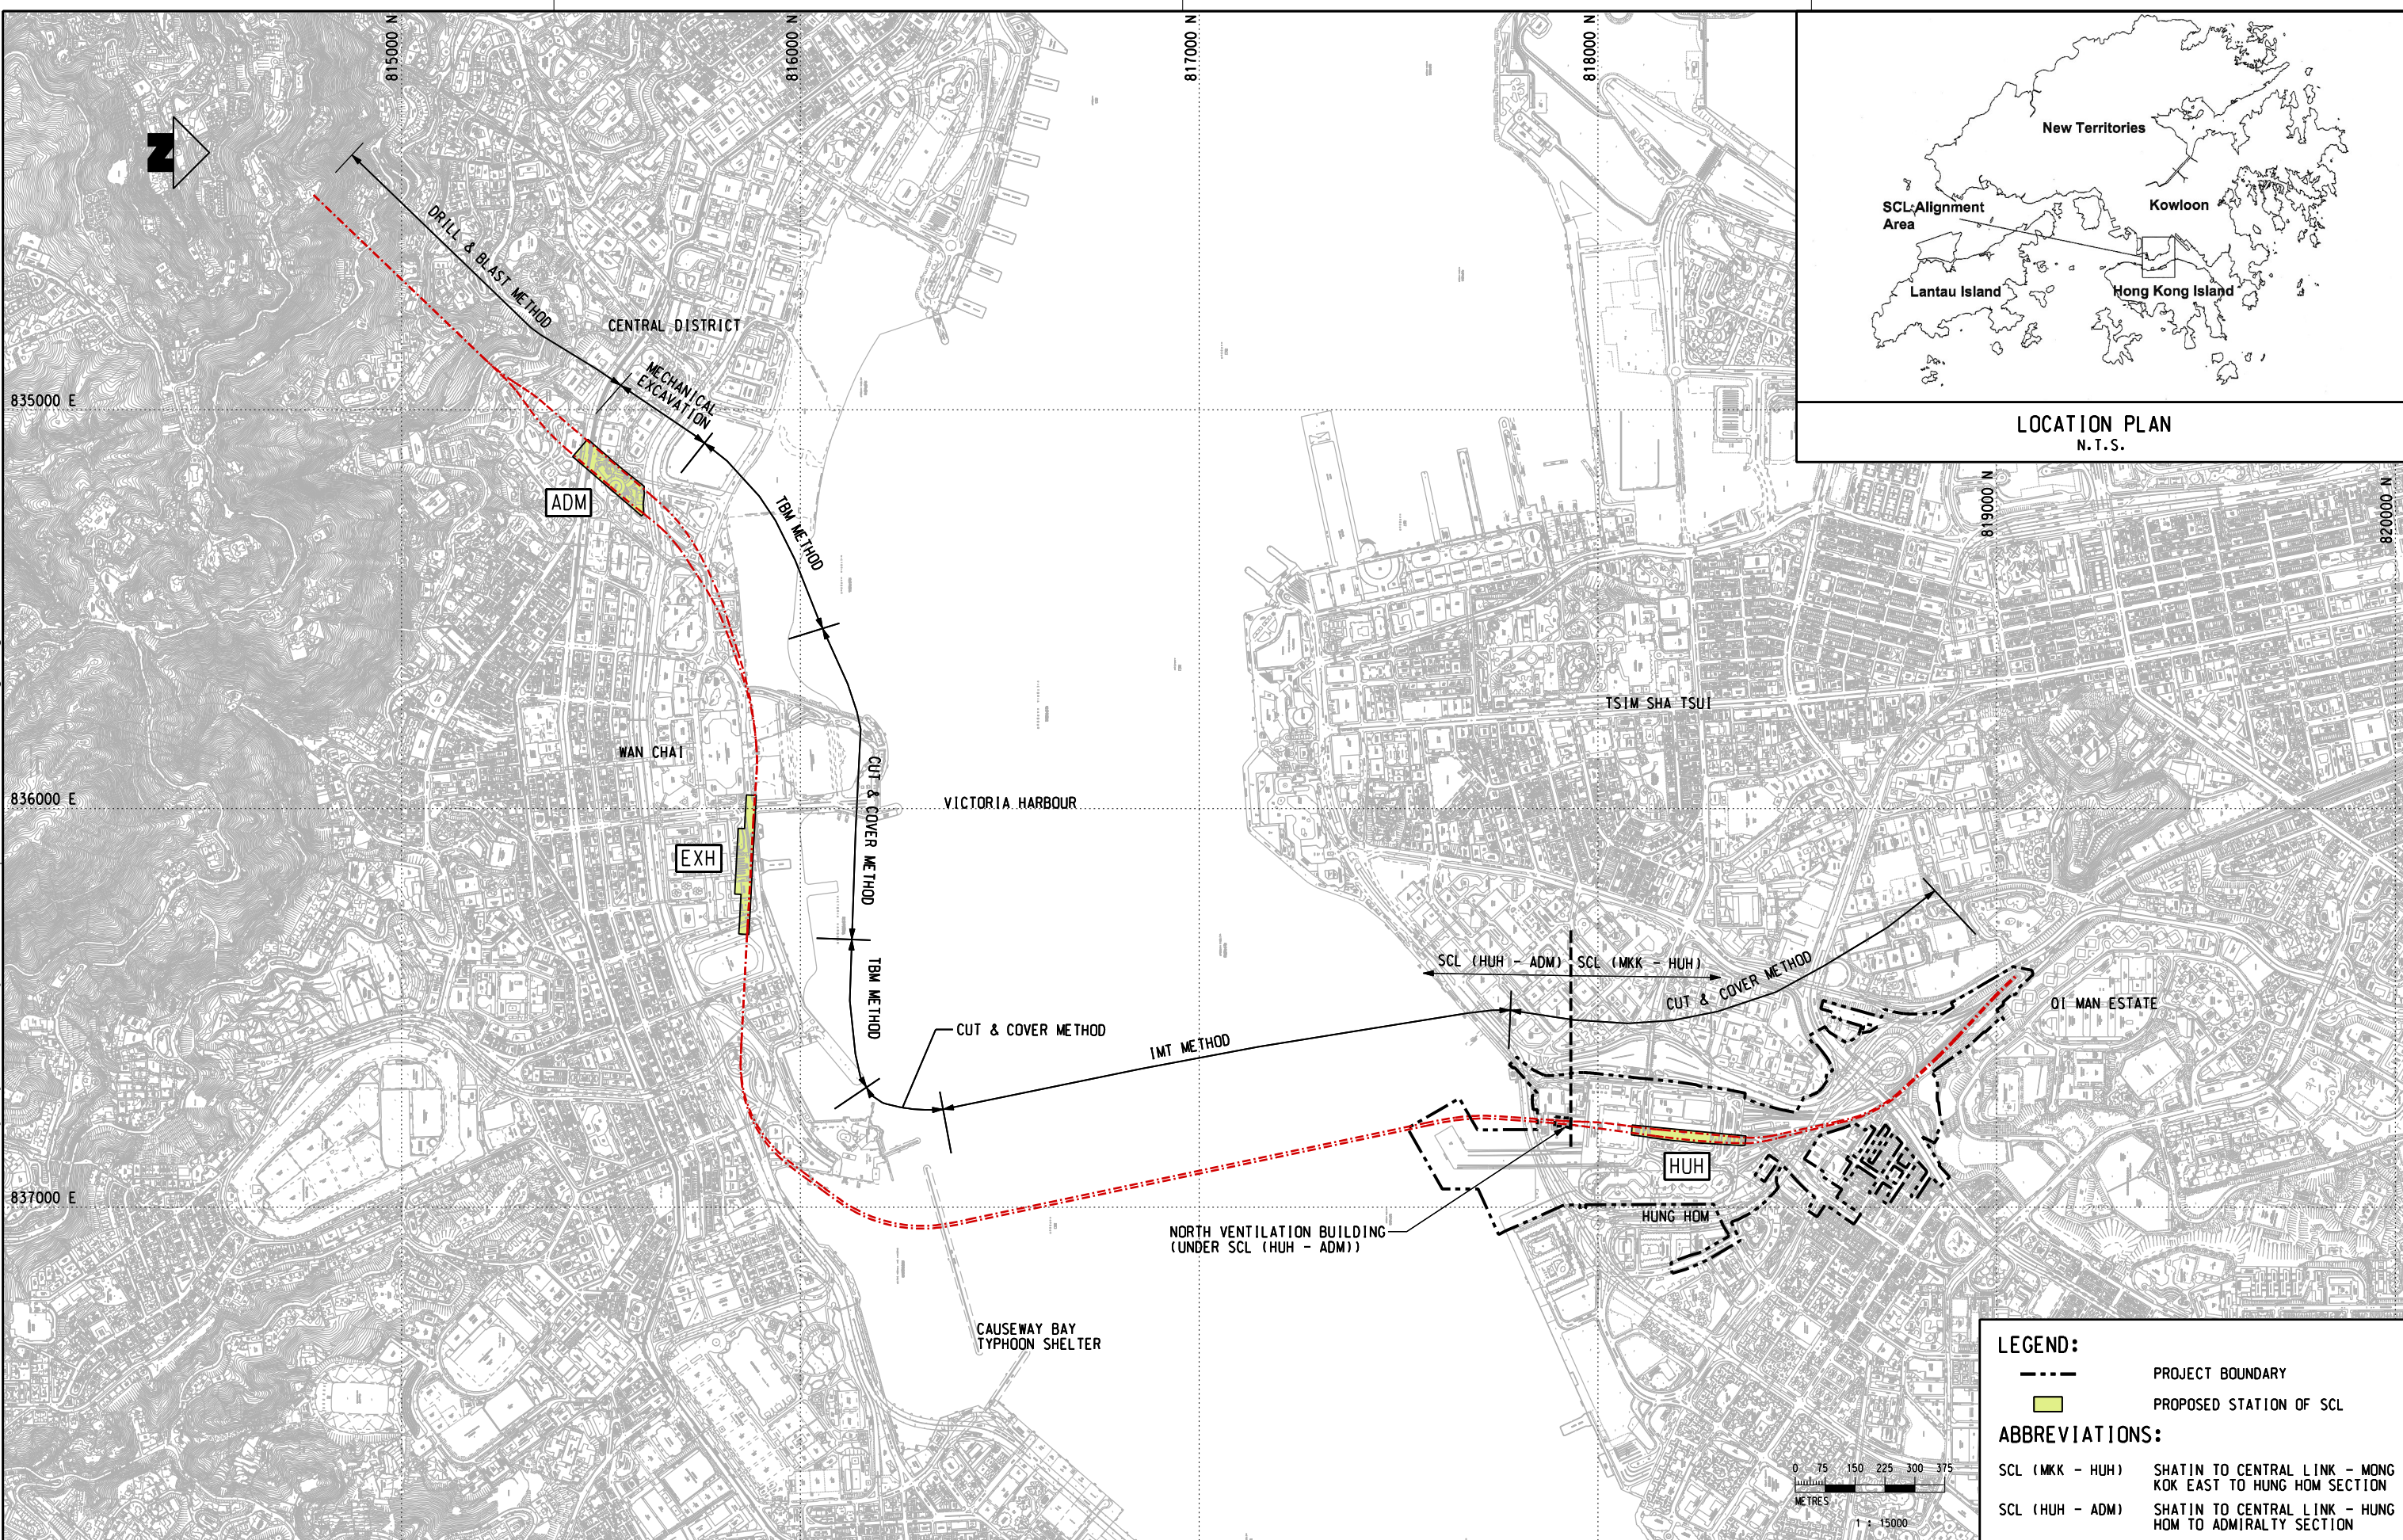 815000 N
816000 N
817000 N
818000 N
New Territories
SCL Alignment
Area
Kowloon
Lantau Island
Hong Kong Island
LOCATION PLAN
N.T.S.
N
DRILL & BLAST METHOD
CENTRAL DISTRICT
MECHANICAL
EXCAVATION
835000 E
819000 N
820000 N
ADM
TBM METHOD
TSIM SHA TSUI
WAN CHAI
CUT & COVER METHOD
836000 E
VICTORIA HARBOUR
EXH
TBM METHOD
SCL (HUH - ADM)
SCL (MKK - HUH)
CUT & COVER METHOD
OI MAN ESTATE
CUT & COVER METHOD
IMT METHOD
HUH
837000 E
HUNG HOM
NORTH VENTILATION BUILDING
(UNDER SCL (HUH - ADM))
CAUSEWAY BAY
TYPHOON SHELTER
LEGEND:
PROJECT BOUNDARY
PROPOSED STATION OF SCL
ABBREVIATIONS:
SCL (MKK - HUH) SHATIN TO CENTRAL LINK - MONG
KOK EAST TO HUNG HOM SECTION
SCL (HUH - ADM) SHATIN TO CENTRAL LINK - HUNG
HOM TO ADMIRALTY SECTION
0 75 150 225 300 375
METRES
1 : 15000